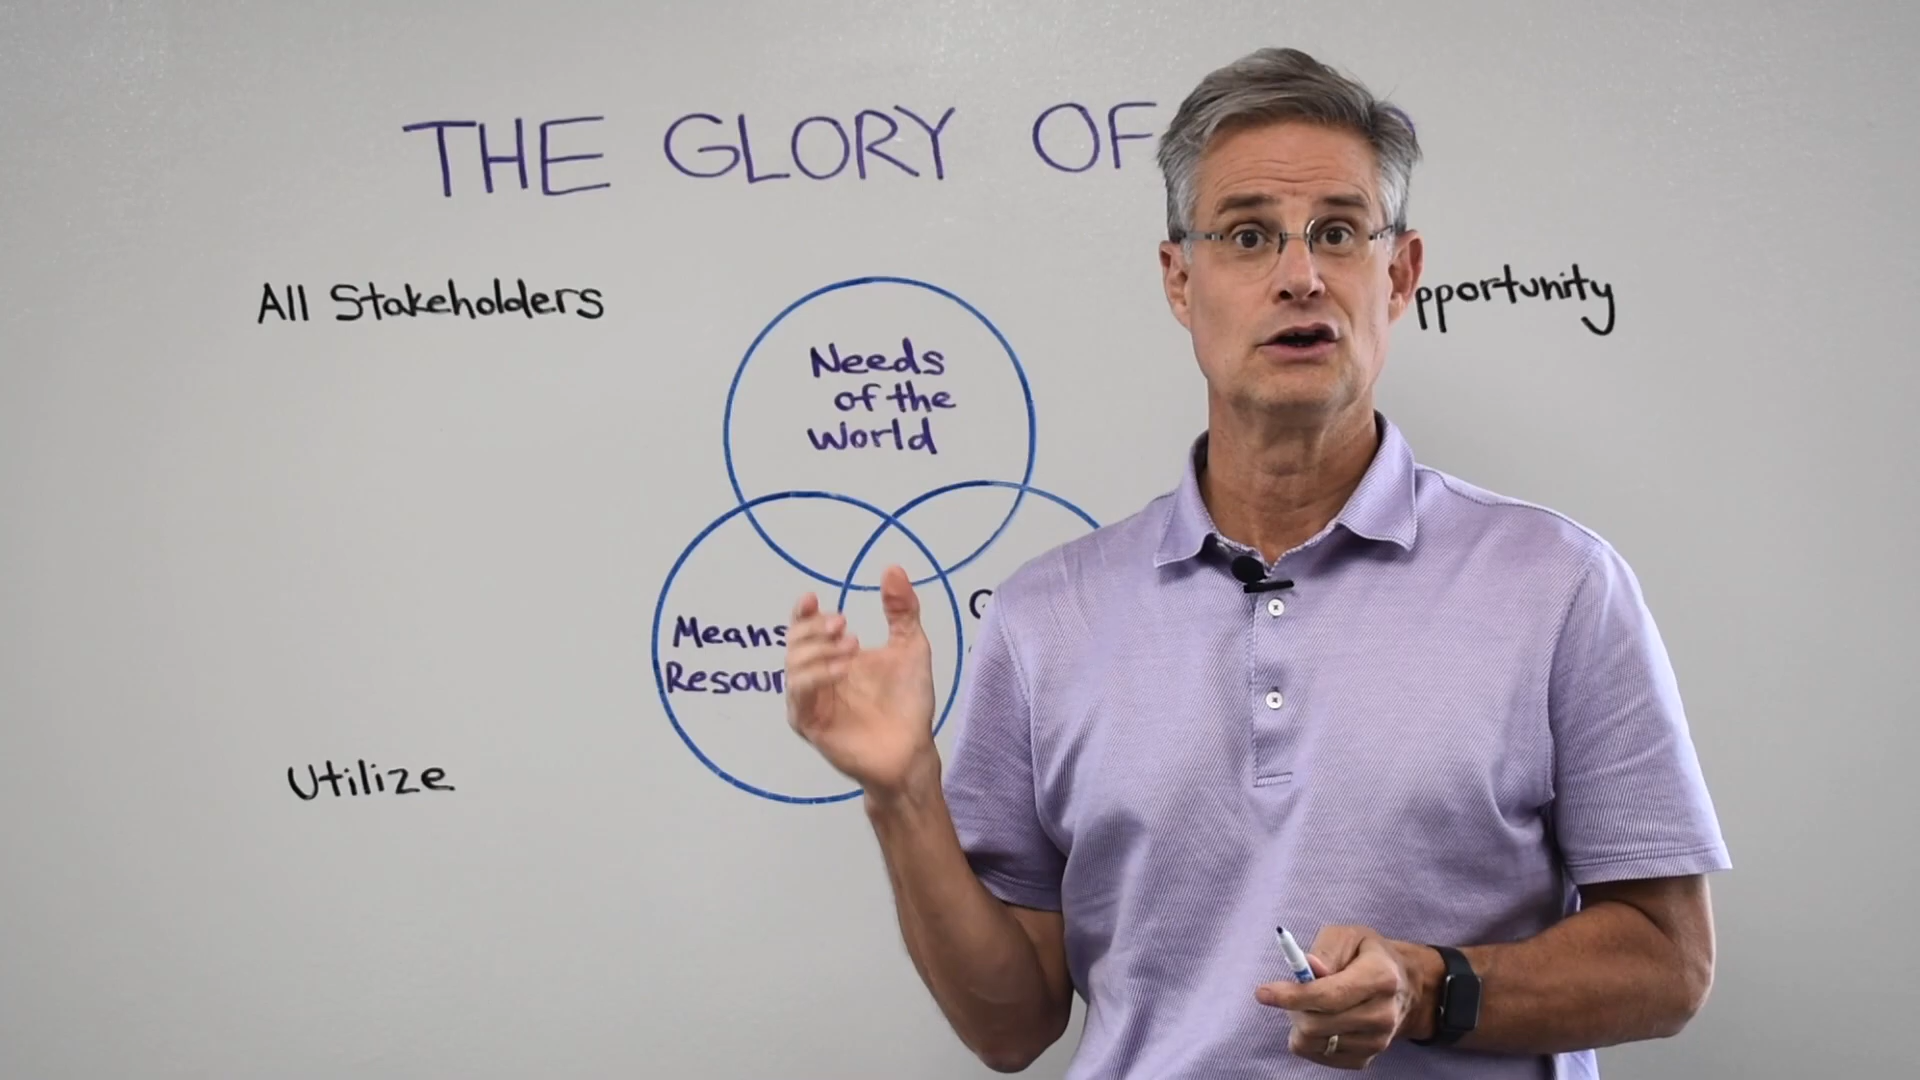 THE GLORY OF
All Stakeholders
pportunity
Needs
of the
World
Means
Resour
Utilize